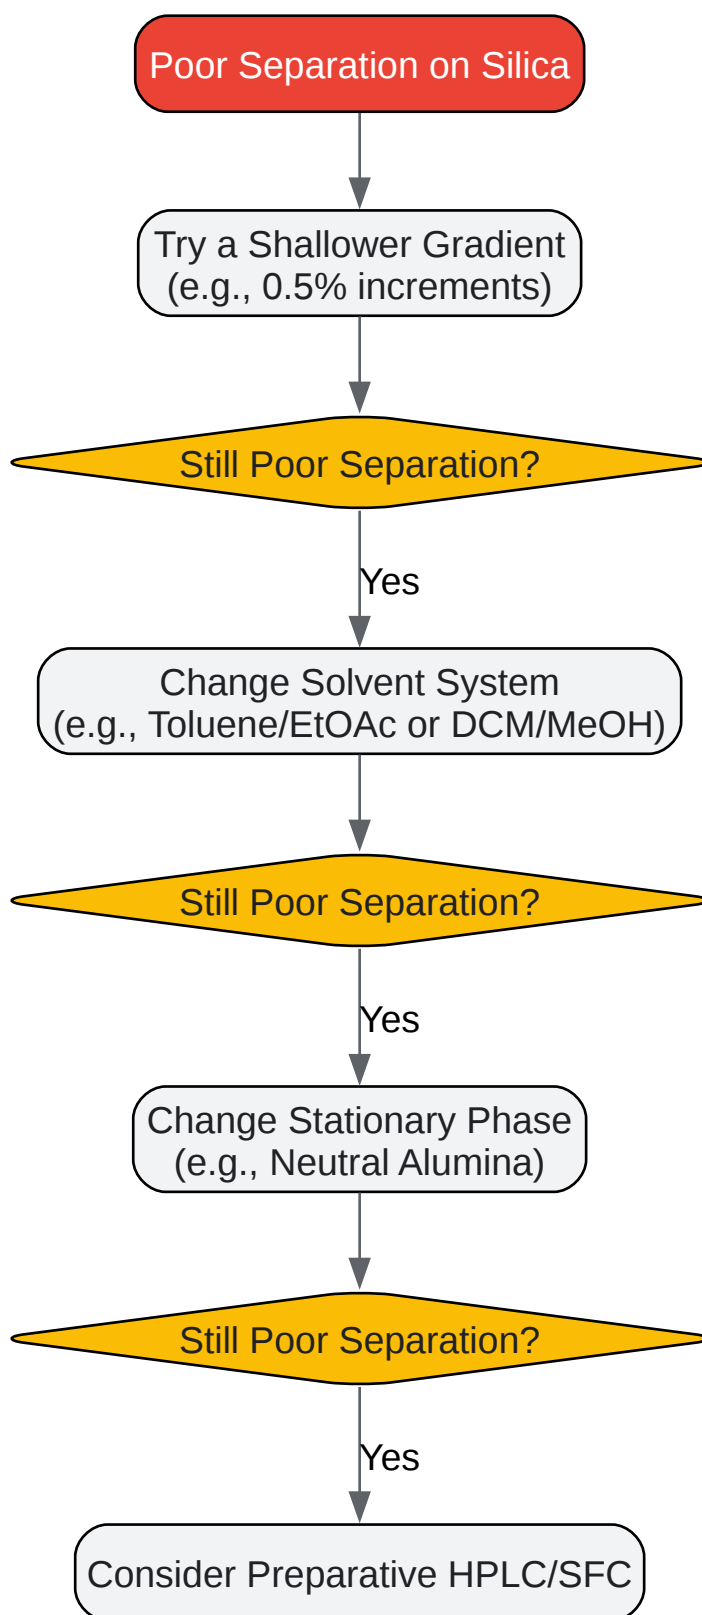 Poor Separation on Silica
Try a Shallower Gradient
(e.g., 0.5% increments)
Still Poor Separation?
Yes
Change Solvent System
(e.g., Toluene/EtOAc or DCM/MeOH)
Still Poor Separation?
Yes
Change Stationary Phase
(e.g., Neutral Alumina)
Still Poor Separation?
Yes
Consider Preparative HPLC/SFC